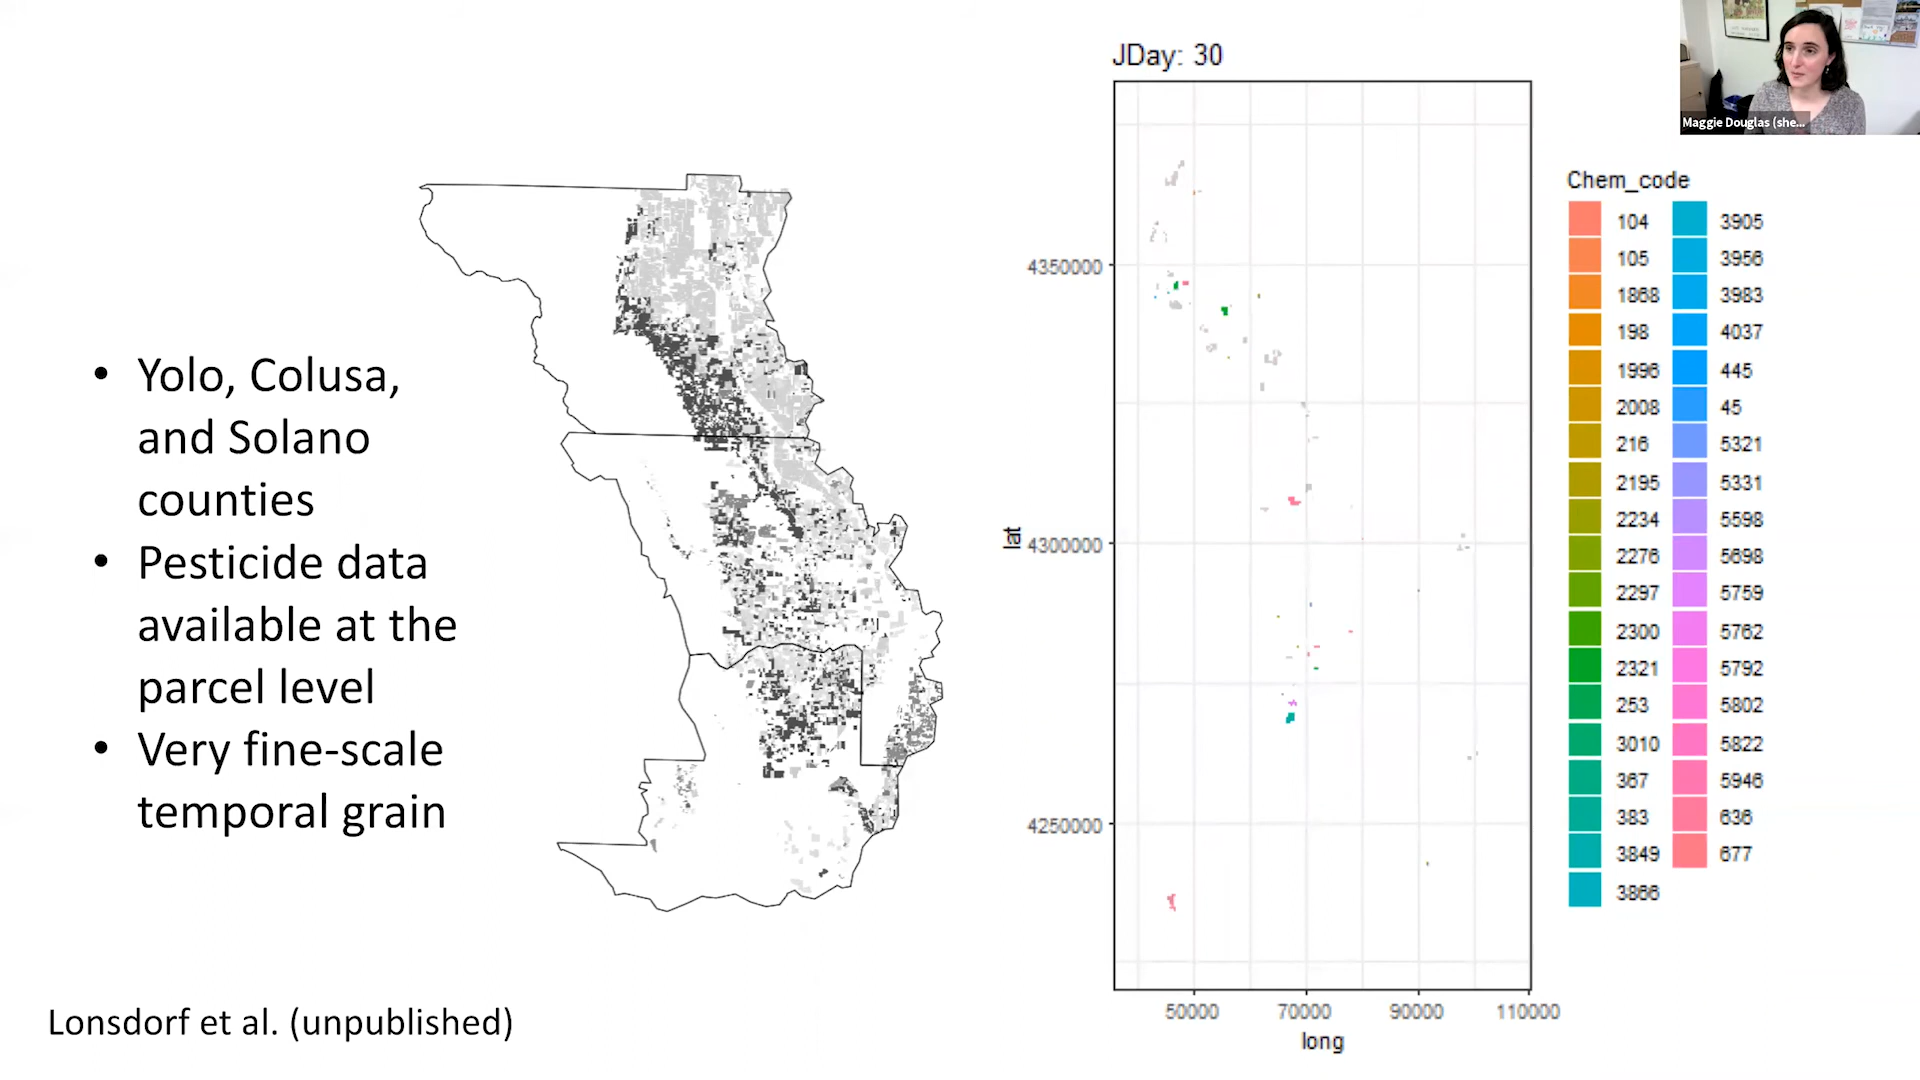 JDay: 30
Maggie Douglas (she...
• Yolo, Colusa,
and Solano
counties
• Pesticide data
available at the
parcel level
• Very fine-scale
temporal grain
Lonsdorf et al. (unpublished)
lat
4350000
4300000
4250000
50000 70000 90000 110000
long
Chem_code
104 3905
105 3956
1868 3983
198 4037
1996 445
2008 45
216 5321
2195 5331
2234 5598
2276 5698
2297 5759
2300 5762
2321 5792
253 5802
3010 5822
367 5946
383 636
3849 677
3866